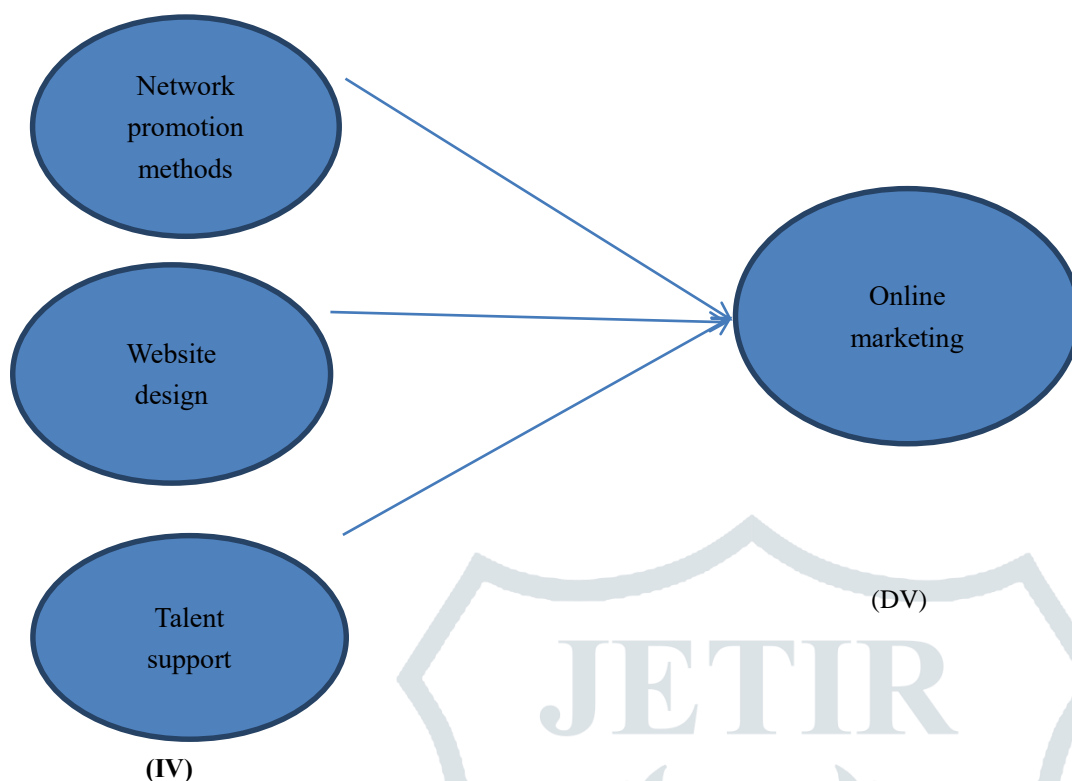 Network
promotion
methods
Website
design
Talent
support
(IV)
Online
marketing
(DV)
JETIR